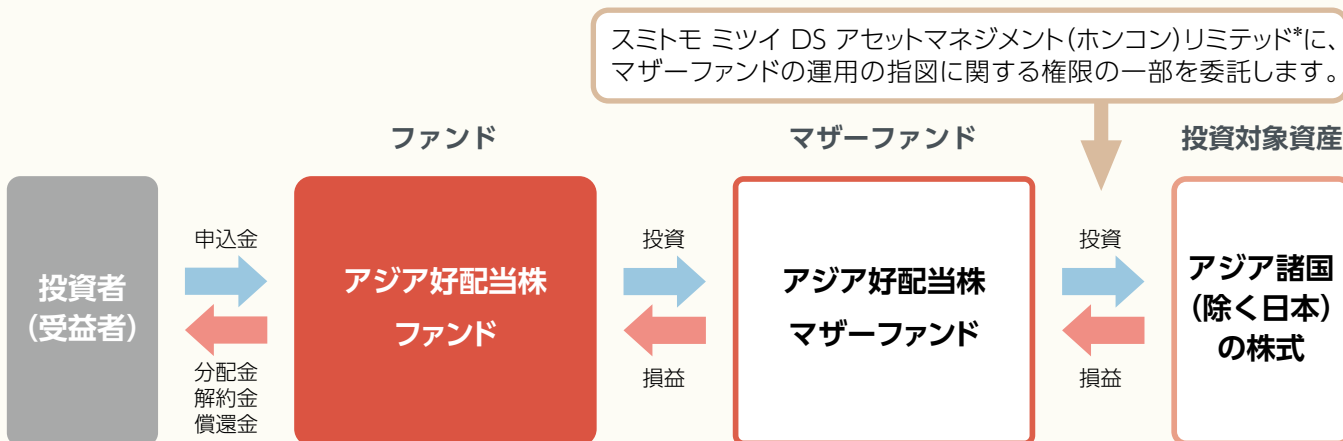 スミトモ ミツイ DS アセットマネジメント(ホンコン)リミテッド*に、
マザーファンドの運用の指図に関する権限の一部を委託します。
ファンド
マザーファンド
投資対象資産
投資者
(受益者)
申込金
分配金
解約金
償還金
アジア好配当株
ファンド
投資
損益
アジア好配当株
マザーファンド
投資
損益
アジア諸国
(除く日本)
の株式